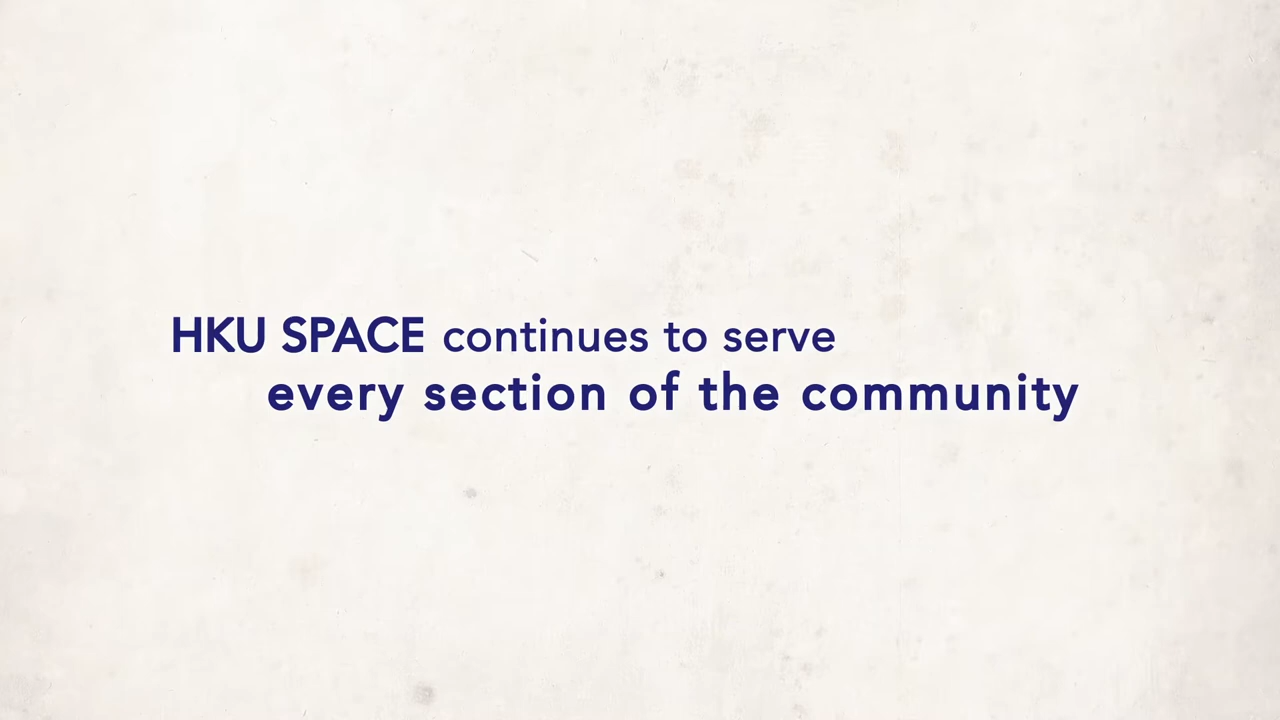 HKU SPACE continues to serve
every section of the community